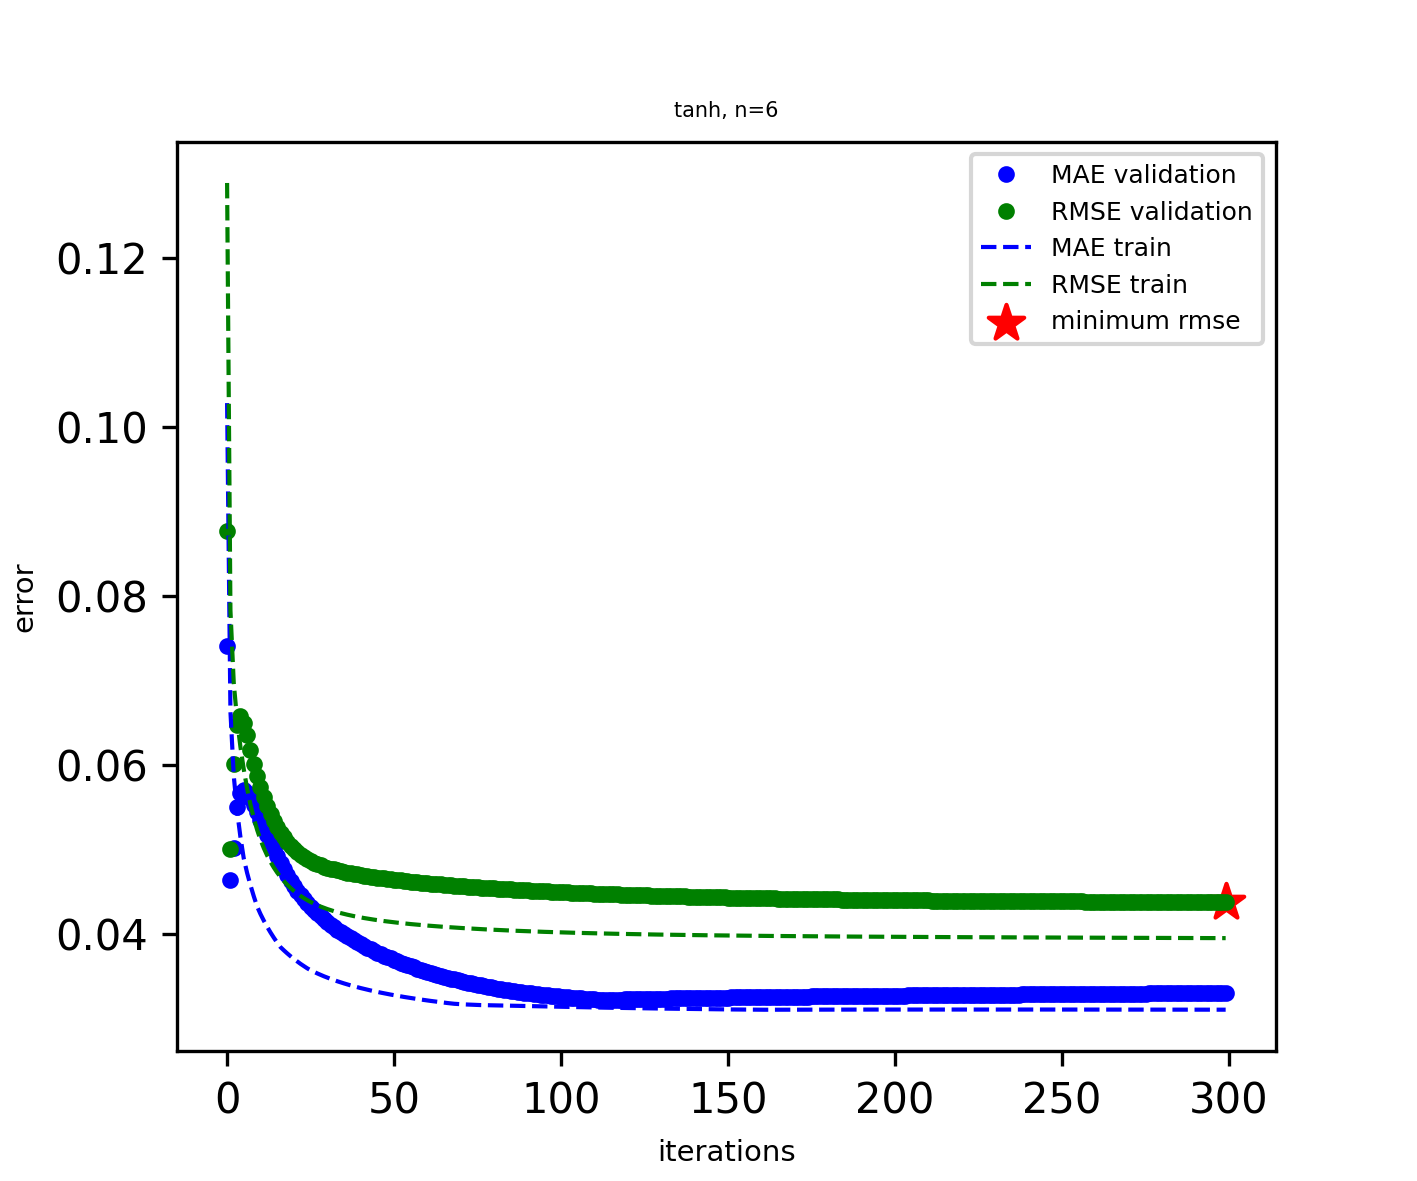 tanh, n=6
MAE validation
RMSE validation
MAE train
RMSE train
minimum rmse
0.12
0.10
0.08
0.06
0.04
error
0 50 100 150 200 250 300
iterations